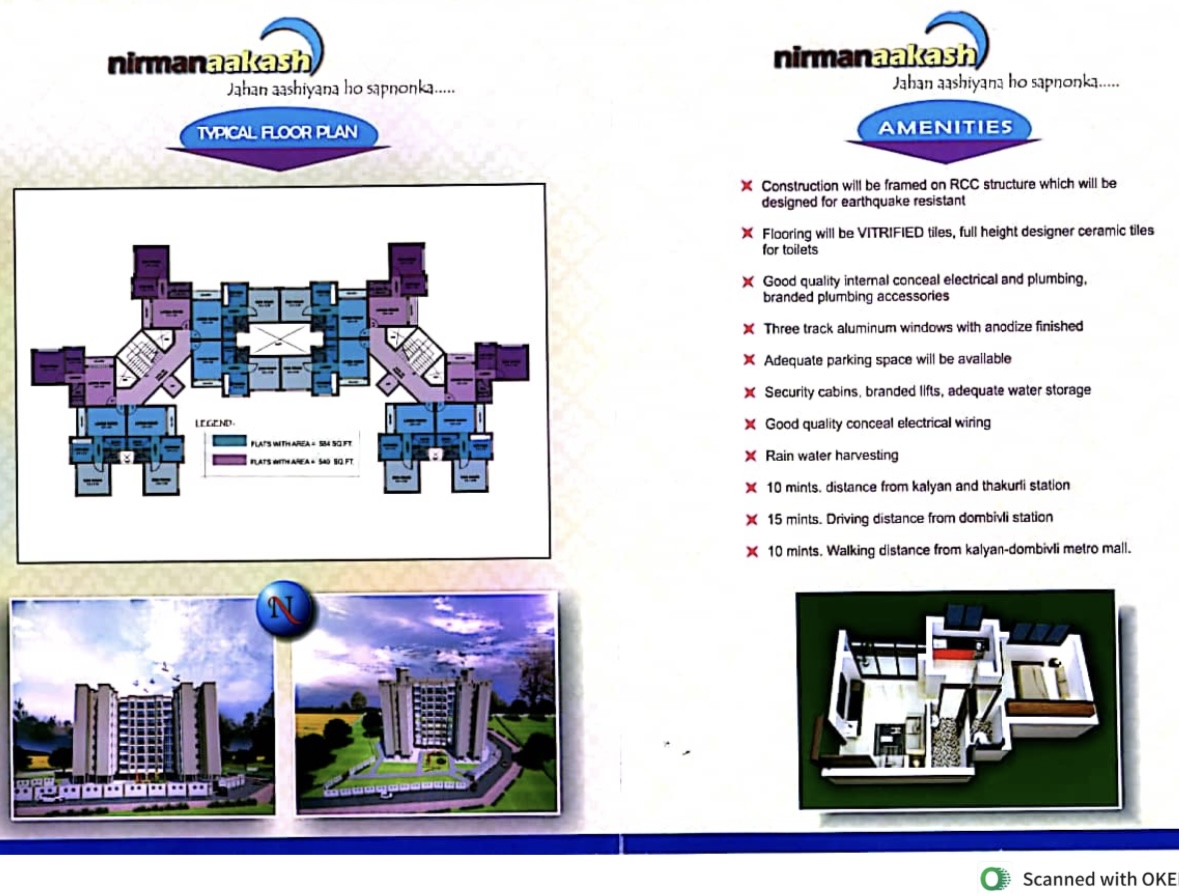 nirmanaakash
Jahan aashiyana ho sapnonka.....
TYPICAL FLOOR PLAN
LEGEND:-
FLATS WITH AREA = 584 SQ.FT.
FLATS WITH AREA = 540 SQ.FT.
N
nirmanaakash
Jahan aashiyana ho sapnonka.....
AMENITIES
Construction will be framed on RCC structure which will be
designed for earthquake resistant
Flooring will be VITRIFIED tiles, full height designer ceramic tiles
for toilets
Good quality internal conceal electrical and plumbing,
branded plumbing accessories
Three track aluminum windows with anodize finished
Adequate parking space will be available
Security cabins, branded lifts, adequate water storage
Good quality conceal electrical wiring
Rain water harvesting
10 mints. distance from kalyan and thakurli station
15 mints. Driving distance from dombivli station
10 mints. Walking distance from kalyan-dombivli metro mall.
Scanned with